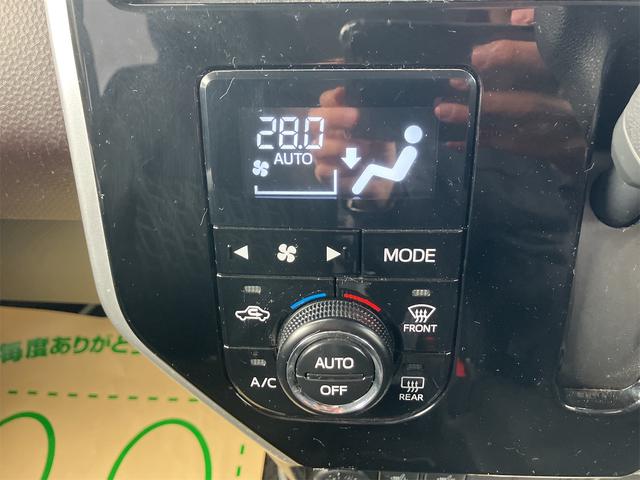 28.0
AUTO
MODE
FRONT
AUTO
A/C
OFF
REAR
毎度ありがと